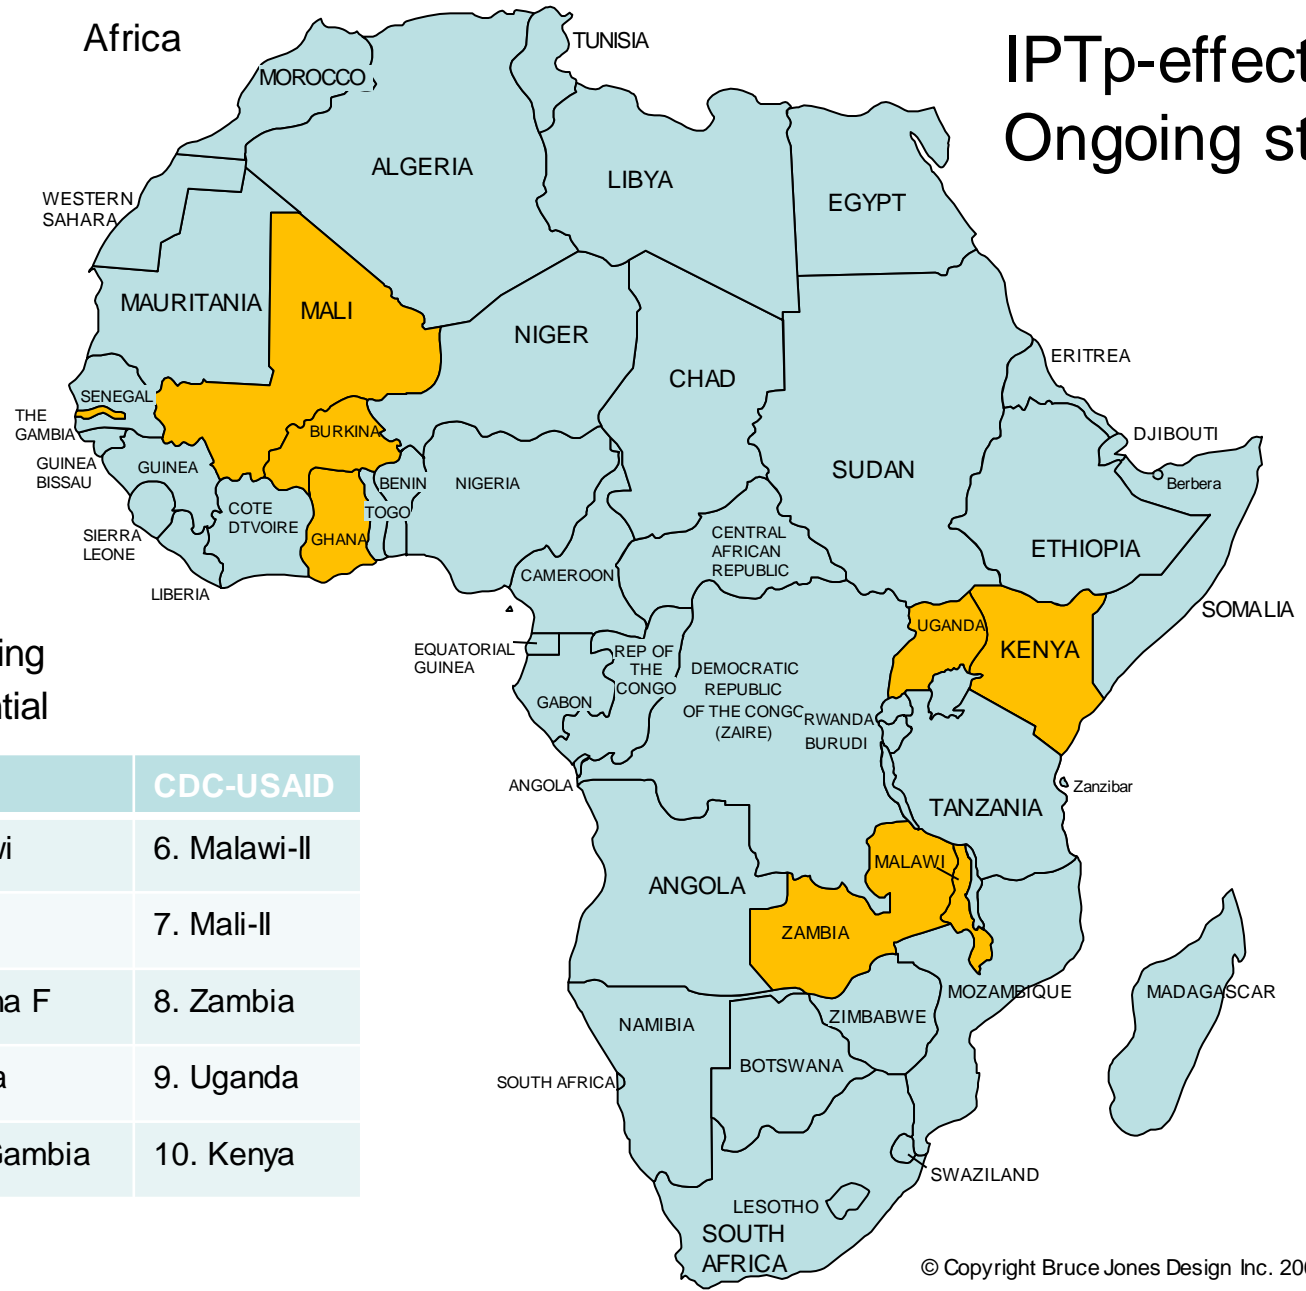 Africa
IPTp-effect
Ongoing st
TUNISIA
MOROCCO
ALGERIA
LIBYA
EGYPT
WESTERN
SAHARA
MAURITANIA
MALI
NIGER
CHAD
SUDAN
ERITREA
DJIBOUTI
Berbera
SENEGAL
THE
GAMBIA
GUINEA
BISSAU
GUINEA
BURKINA
BENIN
NIGERIA
TOGO
COTE
DTVOIRE
GHANA
SIERRA
LEONE
LIBERIA
CENTRAL
AFRICAN
REPUBLIC
CAMEROON
ETHIOPIA
SOMALIA
UGANDA
KENYA
EQUATORIAL
GUINEA
REP OF
THE
CONGO
GABON
DEMOCRATIC
REPUBLIC
OF THE CONGO
(ZAIRE)
RWANDA
BURUDI
ANGOLA
Zanzibar
TANZANIA
MALAWI
ANGOLA
ZAMBIA
MOZAMBIQUE
MADAGASCAR
NAMIBIA
ZIMBABWE
BOTSWANA
SOUTH AFRICA
SWAZILAND
LESOTHO
SOUTH
AFRICA
ing
ntial
CDC-USAID
wi
6. Malawi-II
7. Mali-II
na F
8. Zambia
a
9. Uganda
Gambia
10. Kenya
© Copyright Bruce Jones Design Inc. 200